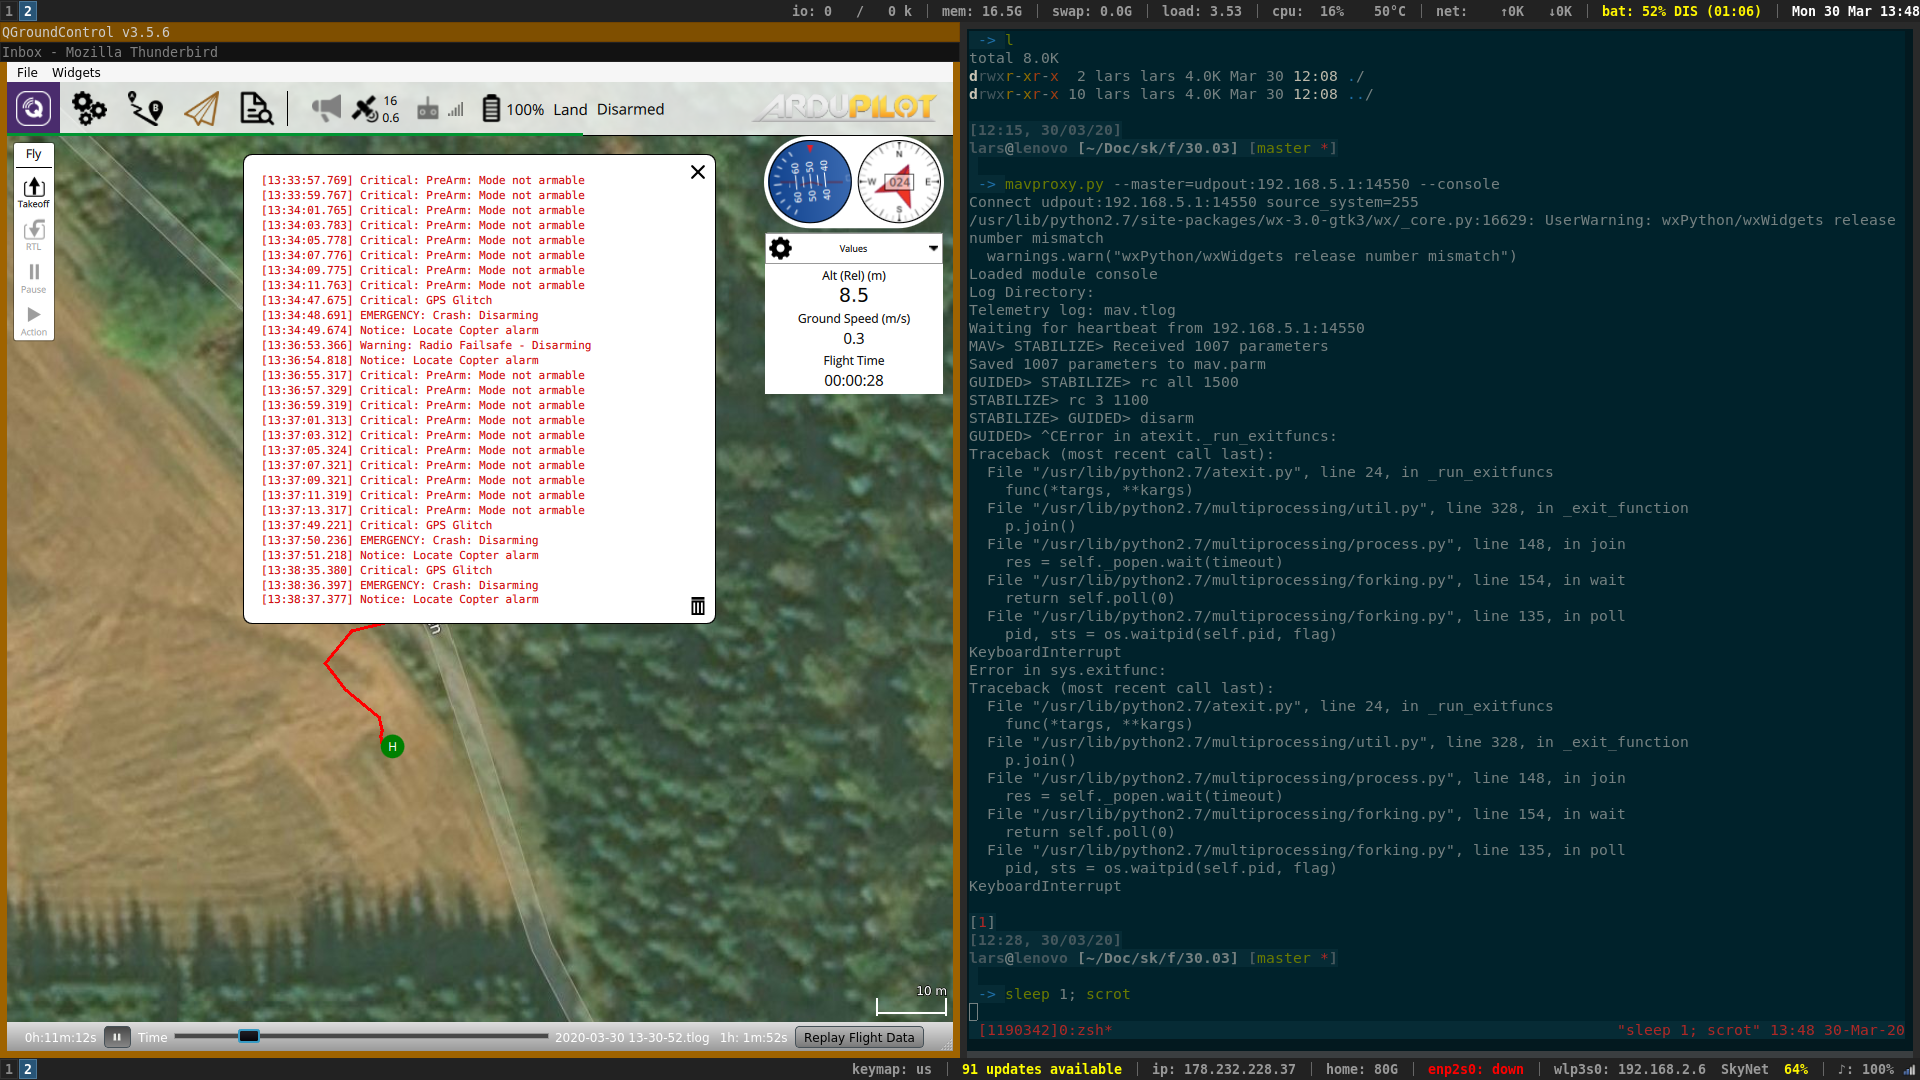 1 2 io: 0 / 0 k mem: 16.5G swap: 0.0G load: 3.53 cpu: 16% 50°C net: ↑0K ↓0K bat: 52% DIS (01:06) Mon 30 Mar 13:48
QGroundControl v3.5.6
Inbox - Mozilla Thunderbird
File Widgets
16
0.6
100% Land Disarmed
ARDUPILOT
Fly
Takeoff
RTL
Pause
Action
[13:33:57.769] Critical: PreArm: Mode not armable
[13:33:59.767] Critical: PreArm: Mode not armable
[13:34:01.765] Critical: PreArm: Mode not armable
[13:34:03.783] Critical: PreArm: Mode not armable
[13:34:05.778] Critical: PreArm: Mode not armable
[13:34:07.776] Critical: PreArm: Mode not armable
[13:34:09.775] Critical: PreArm: Mode not armable
[13:34:11.763] Critical: PreArm: Mode not armable
[13:34:47.675] Critical: GPS Glitch
[13:34:48.691] EMERGENCY: Crash: Disarming
[13:34:49.674] Notice: Locate Copter alarm
[13:36:53.366] Warning: Radio Failsafe - Disarming
[13:36:54.818] Notice: Locate Copter alarm
[13:36:55.317] Critical: PreArm: Mode not armable
[13:36:57.329] Critical: PreArm: Mode not armable
[13:36:59.319] Critical: PreArm: Mode not armable
[13:37:01.313] Critical: PreArm: Mode not armable
[13:37:03.312] Critical: PreArm: Mode not armable
[13:37:05.324] Critical: PreArm: Mode not armable
[13:37:07.321] Critical: PreArm: Mode not armable
[13:37:09.321] Critical: PreArm: Mode not armable
[13:37:11.319] Critical: PreArm: Mode not armable
[13:37:13.317] Critical: PreArm: Mode not armable
[13:37:49.221] Critical: GPS Glitch
[13:37:50.236] EMERGENCY: Crash: Disarming
[13:37:51.218] Notice: Locate Copter alarm
[13:38:35.380] Critical: GPS Glitch
[13:38:36.397] EMERGENCY: Crash: Disarming
[13:38:37.377] Notice: Locate Copter alarm
60 50 40
60 50 40
N
W 024 E
S
Values
Alt (Rel) (m)
8.5
Ground Speed (m/s)
0.3
Flight Time
00:00:28
H
10 m
0h:11m:12s Time 2020-03-30 13-30-52.tlog 1h: 1m:52s Replay Flight Data
-> l
total 8.0K
drwxr-xr-x  2 lars lars 4.0K Mar 30 12:08 ./
drwxr-xr-x 10 lars lars 4.0K Mar 30 12:08 ../
[12:15, 30/03/20]
lars@lenovo [~/Doc/sk/f/30.03] [master *]
-> mavproxy.py --master=udpout:192.168.5.1:14550 --console
Connect udpout:192.168.5.1:14550 source_system=255
/usr/lib/python2.7/site-packages/wx-3.0-gtk3/wx/_core.py:16629: UserWarning: wxPython/wxWidgets release
number mismatch
warnings.warn("wxPython/wxWidgets release number mismatch")
Loaded module console
Log Directory:
Telemetry log: mav.tlog
Waiting for heartbeat from 192.168.5.1:14550
MAV> STABILIZE> Received 1007 parameters
Saved 1007 parameters to mav.parm
GUIDED> STABILIZE> rc all 1500
STABILIZE> rc 3 1100
STABILIZE> GUIDED> disarm
GUIDED> ^CError in atexit._run_exitfuncs:
Traceback (most recent call last):
File "/usr/lib/python2.7/atexit.py", line 24, in _run_exitfuncs
func(*targs, **kargs)
File "/usr/lib/python2.7/multiprocessing/util.py", line 328, in _exit_function
p.join()
File "/usr/lib/python2.7/multiprocessing/process.py", line 148, in join
res = self._popen.wait(timeout)
File "/usr/lib/python2.7/multiprocessing/forking.py", line 154, in wait
return self.poll(0)
File "/usr/lib/python2.7/multiprocessing/forking.py", line 135, in poll
pid, sts = os.waitpid(self.pid, flag)
KeyboardInterrupt
Error in sys.exitfunc:
Traceback (most recent call last):
File "/usr/lib/python2.7/atexit.py", line 24, in _run_exitfuncs
func(*targs, **kargs)
File "/usr/lib/python2.7/multiprocessing/util.py", line 328, in _exit_function
p.join()
File "/usr/lib/python2.7/multiprocessing/process.py", line 148, in join
res = self._popen.wait(timeout)
File "/usr/lib/python2.7/multiprocessing/forking.py", line 154, in wait
return self.poll(0)
File "/usr/lib/python2.7/multiprocessing/forking.py", line 135, in poll
pid, sts = os.waitpid(self.pid, flag)
KeyboardInterrupt
[1]
[12:28, 30/03/20]
lars@lenovo [~/Doc/sk/f/30.03] [master *]
-> sleep 1; scrot
[1190342]0:zsh* "sleep 1; scrot" 13:48 30-Mar-20
1 2 keymap: us 91 updates available ip: 178.232.228.37 home: 80G enp2s0: down wlp3s0: 192.168.2.6 SkyNet 64% ♪: 100%